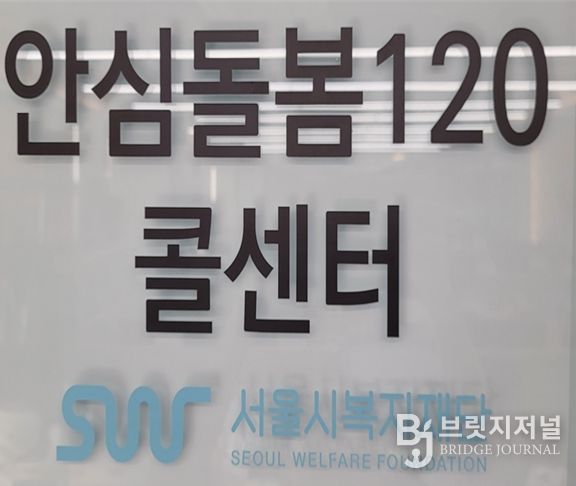 안심돌봄120
콜센터
SWF 서울시복지재단
SEOUL WELFARE FOUNDATION
브릿지저널
BRIDGE JOURNAL